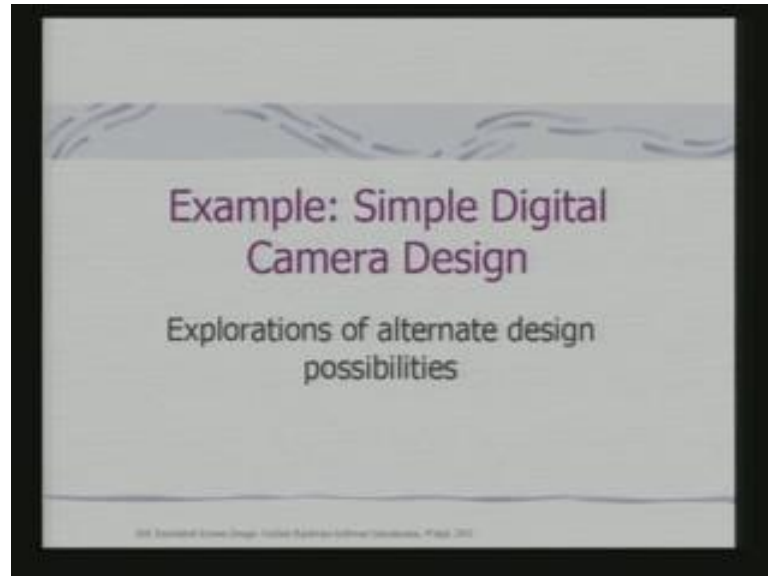 Example: Simple Digital
Camera Design
Explorations of alternate design
possibilities